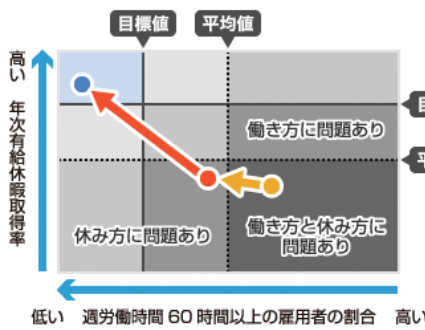 目標値
平均値
高い 年次有給休暇取得率
目
働き方に問題あり
平
休み方に問題あり
働き方と休み方に
問題あり
低い 週労働時間 60 時間以上の雇用者の割合 高い